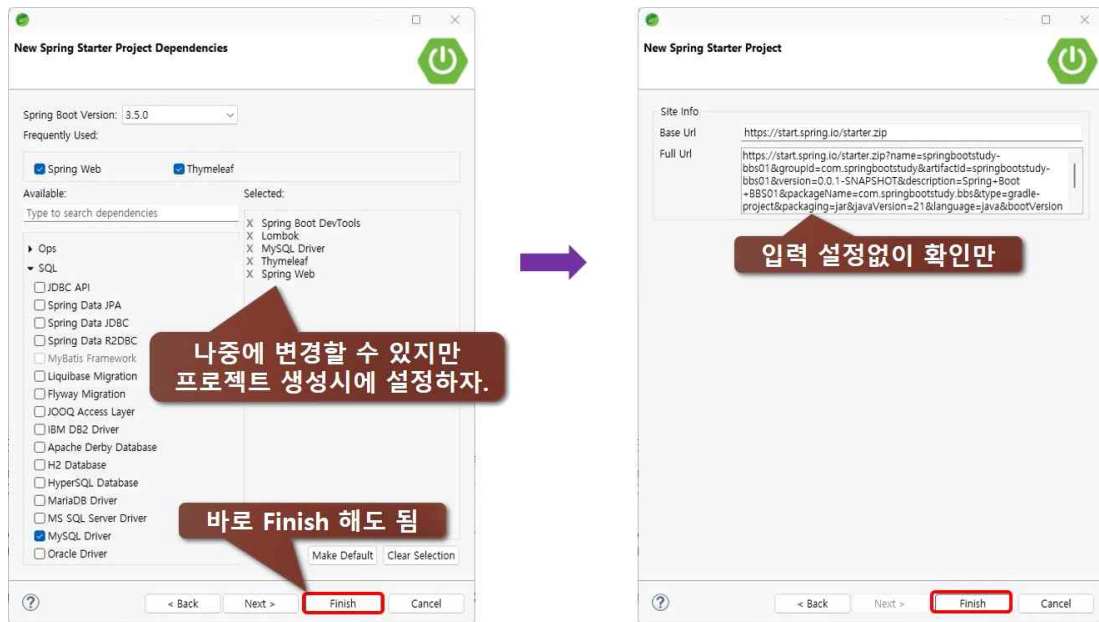 New Spring Starter Project Dependencies
Spring Boot Version: 3.5.0
Frequently Used:
Spring Web Thymeleaf
Available:
Type to search dependencies
Ops
SQL
JDBC API
Spring Data JPA
Spring Data JDBC
Spring Data R2DBC
MyBatis Framework
Liquibase Migration
Flyway Migration
JOOQ Access Layer
IBM DB2 Driver
Apache Derby Database
H2 Database
HyperSQL Database
MariaDB Driver
MS SQL Server Driver
MySQL Driver
Oracle Driver
Selected:
X Spring Boot DevTools
X Lombok
X MySQL Driver
X Thymeleaf
X Spring Web
나중에 변경할 수 있지만
프로젝트 생성시에 설정하자.
바로 Finish 해도 됨
Make Default Clear Selection
? < Back Next > Finish Cancel
New Spring Starter Project
Site Info
Base Url https://start.spring.io/starter.zip
Full Url https://start.spring.io/starter.zip?name=springbootstudy-
bbs01&groupId=com.springbootstudy&artifactId=springbootstudy-
bbs01&version=0.0.1-SNAPSHOT&description=Spring+Boot
+BBS01&packageName=com.springbootstudy.bbs&type=gradle-
project&packaging=jar&javaVersion=21&language=java&bootVersion
입력 설정없이 확인만
? < Back Next > Finish Cancel